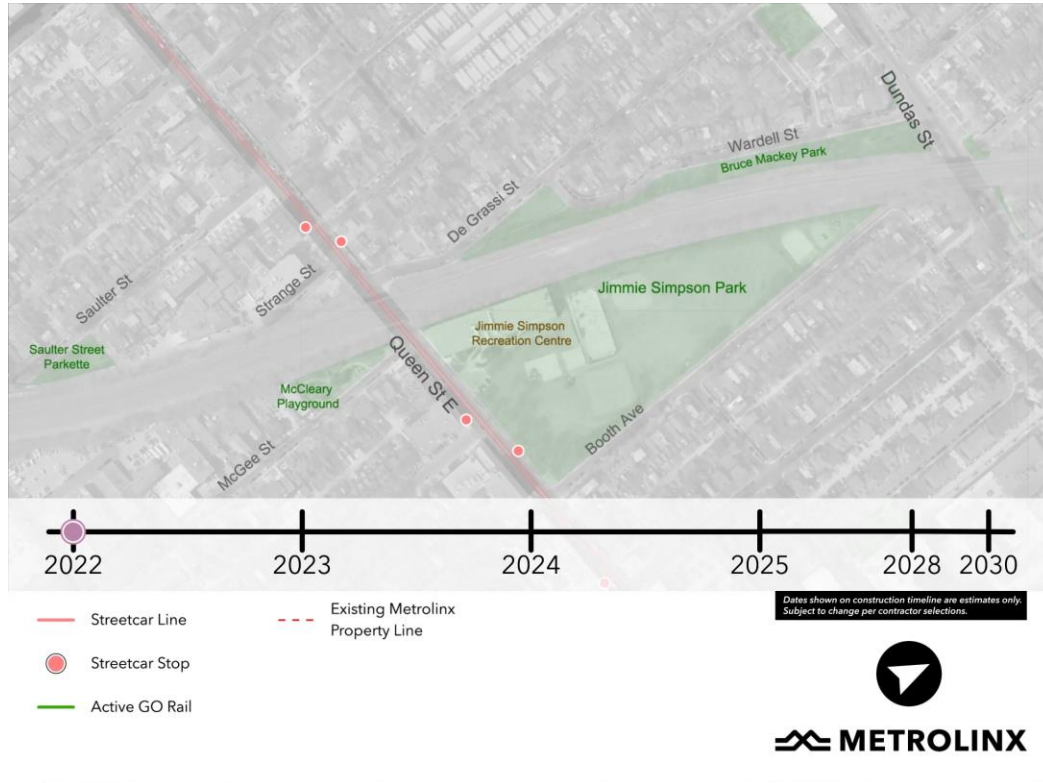 Dundas St
Wardell St
Bruce Mackey Park
De Grassi St
Saulter St
Strange St
Jimmie Simpson Park
Jimmie Simpson
Recreation Centre
Saulter Street
Parkette
Queen St E
McCleary
Playground
McGee St
Booth Ave
2022
2023
2024
2025
2028
2030
Dates shown on construction timeline are estimates only.
Subject to change per contractor selections.
Streetcar Line
Existing Metrolinx
Property Line
Streetcar Stop
Active GO Rail
METROLINX